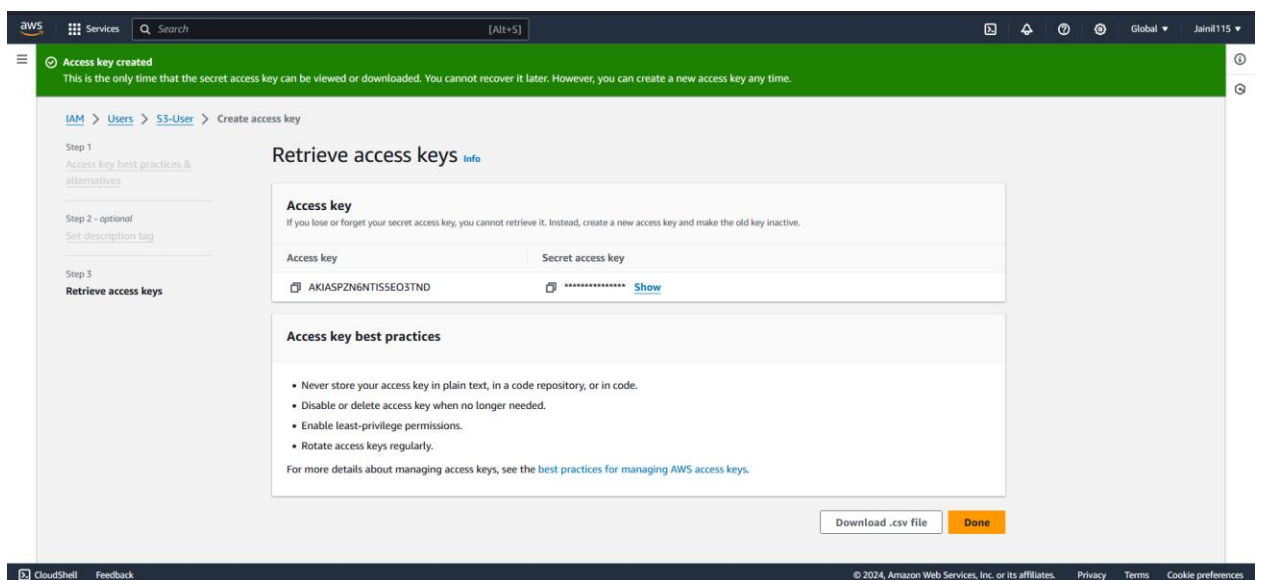 aws
Services
Search
[Alt+S]
Global
Jainil115
Access key created
This is the only time that the secret access key can be viewed or downloaded. You cannot recover it later. However, you can create a new access key any time.
IAM > Users > S3-User > Create access key
Step 1
Access key best practices &
alternatives
Step 2 - optional
Set description tag
Step 3
Retrieve access keys
Retrieve access keys Info
Access key
If you lose or forget your secret access key, you cannot retrieve it. Instead, create a new access key and make the old key inactive.
Access key
Secret access key
AKIASPZN6NTIS5EO3TND
*************** Show
Access key best practices
• Never store your access key in plain text, in a code repository, or in code.
• Disable or delete access key when no longer needed.
• Enable least-privilege permissions.
• Rotate access keys regularly.
For more details about managing access keys, see the best practices for managing AWS access keys.
Download .csv file
Done
CloudShell
Feedback
© 2024, Amazon Web Services, Inc. or its affiliates.
Privacy
Terms
Cookie preferences